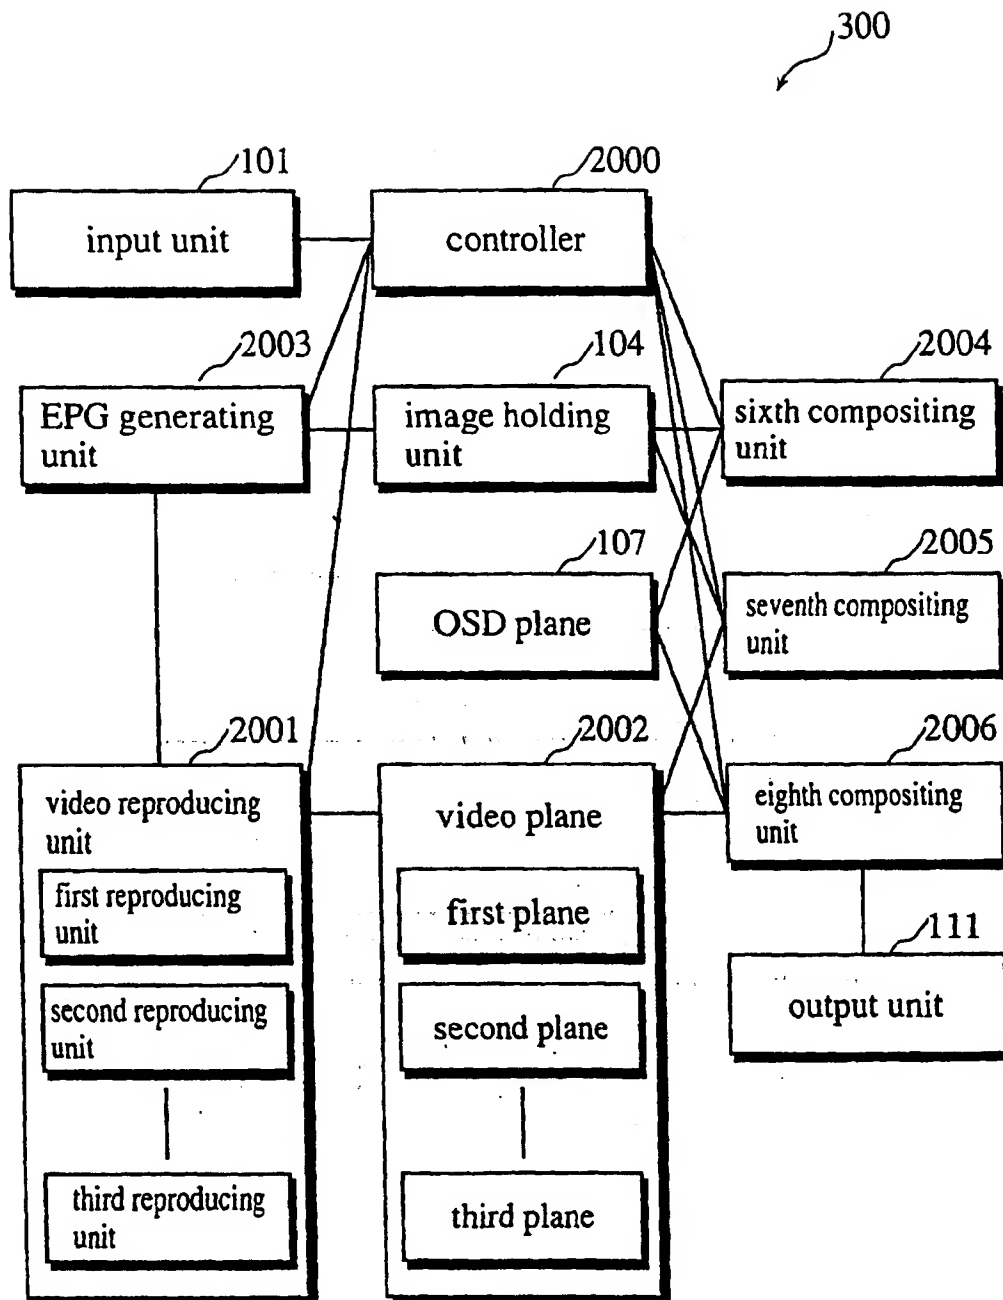 300
101
2000
input unit
controller
2003
104
2004
EPG generating
unit
image holding
unit
sixth compositing
unit
107
2005
OSD plane
seventh compositing
unit
2001
2002
2006
video reproducing
unit
video plane
eighth compositing
unit
first reproducing
unit
first plane
111
second reproducing
unit
second plane
output unit
third reproducing
unit
third plane